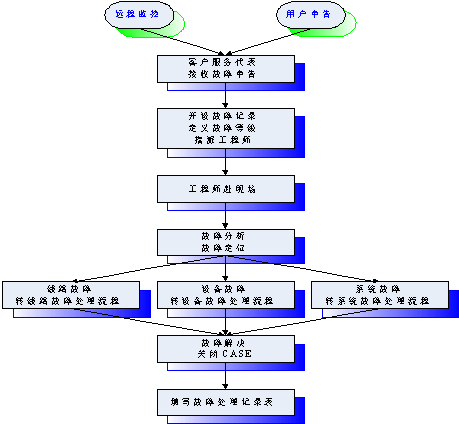 远程监控
用户申告
客户服务代表
接收故障申告
开设故障记录
定义故障等级
指派工程师
工程师赴现场
故障分析
故障定位
线路故障
转线路故障处理流程
设备故障
转设备故障处理流程
系统故障
转系统故障处理流程
故障解决
关闭CASE
填写故障处理记录表